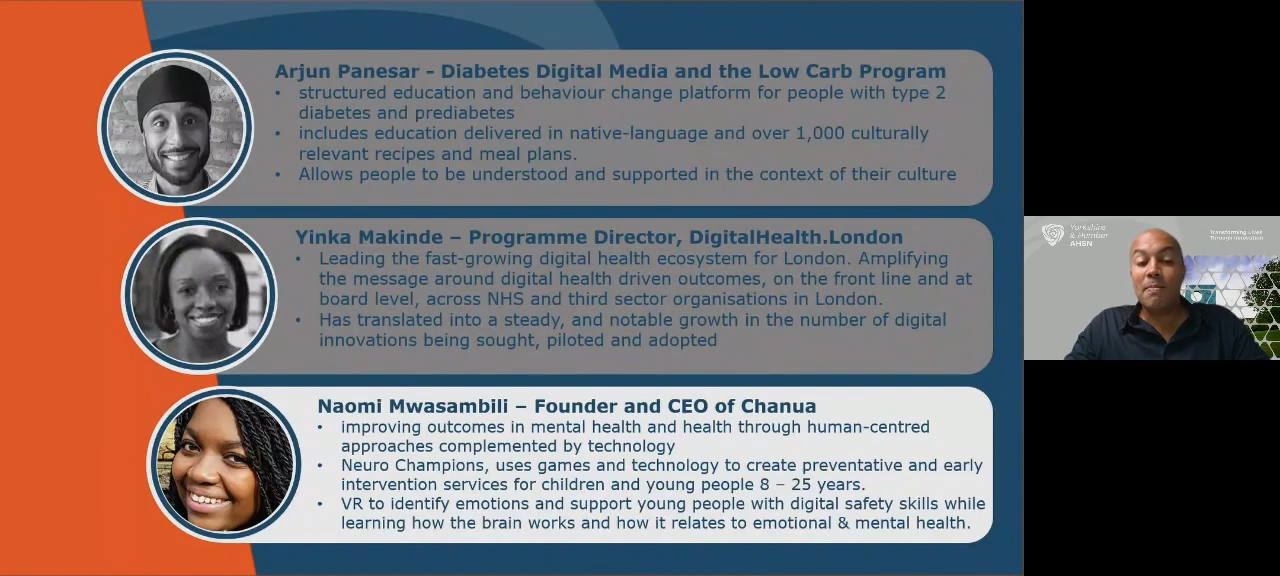 Arjun Panesar - Diabetes Digital Media and the Low Carb Program
• structured education and behaviour change platform for people with type 2
diabetes and prediabetes
• includes education delivered in native-language and over 1,000 culturally
relevant recipes and meal plans.
• Allows people to be understood and supported in the context of their culture
Yinka Makinde – Programme Director, DigitalHealth.London
• Leading the fast-growing digital health ecosystem for London. Amplifying
the message around digital health driven outcomes, on the front line and at
board level, across NHS and third sector organisations in London.
• Has translated into a steady, and notable growth in the number of digital
innovations being sought, piloted and adopted
Naomi Mwasambili – Founder and CEO of Chanua
• improving outcomes in mental health and health through human-centred
approaches complemented by technology
• Neuro Champions, uses games and technology to create preventative and early
intervention services for children and young people 8 – 25 years.
• VR to identify emotions and support young people with digital safety skills while
learning how the brain works and how it relates to emotional & mental health.
Yorkshire
& Humber
AHSN
Transforming Lives
Through Innovation